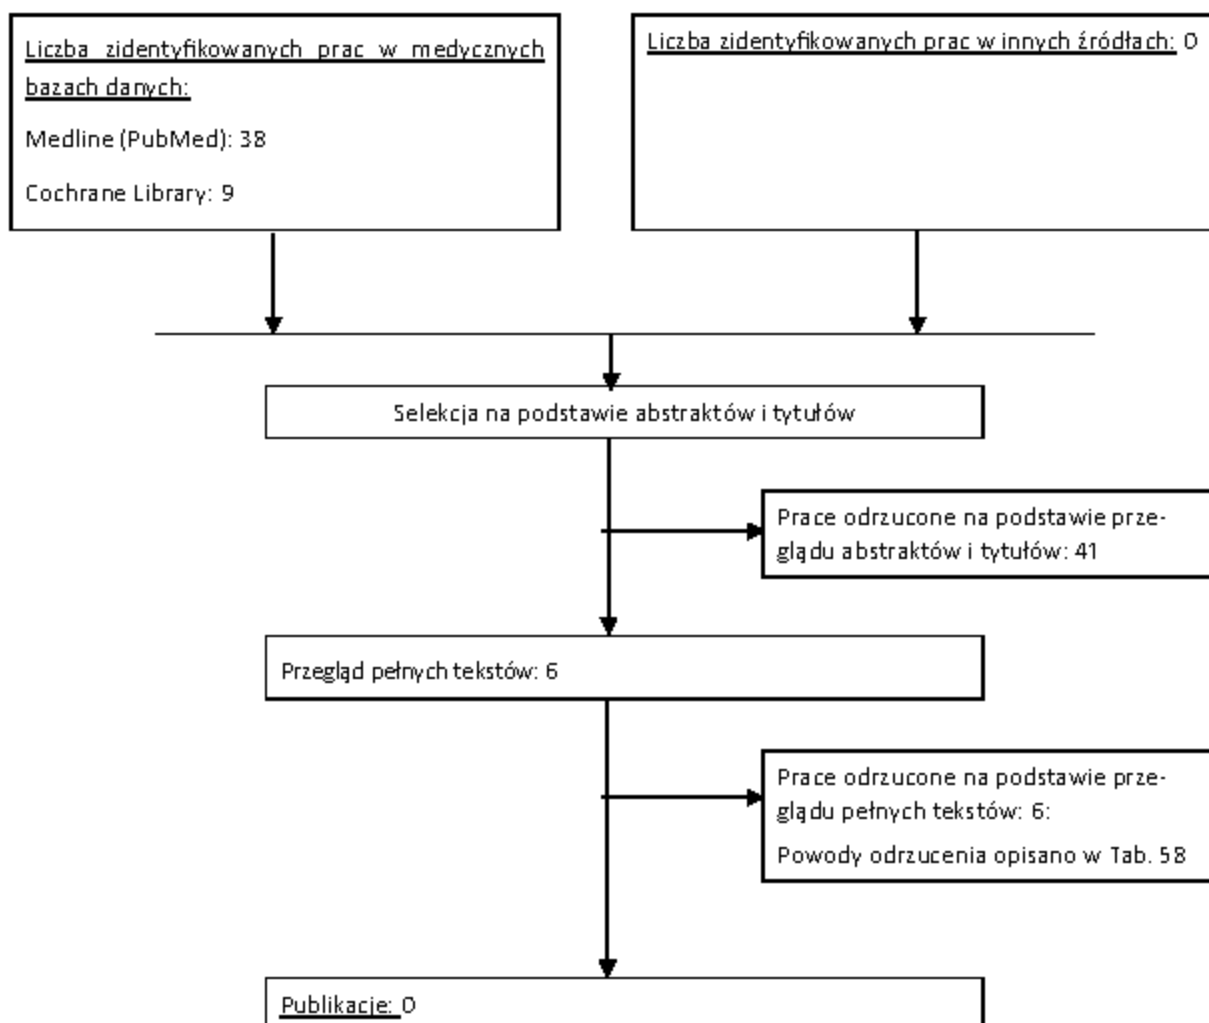 Liczba zidentyfikowanych prac w medycznych
bazach danych:
Medline (PubMed): 38
Cochrane Library: 9
Liczba zidentyfikowanych prac w innych źródłach: 0
Selekcja na podstawie abstraktów i tytułów
Prace odrzucone na podstawie prze-
glądu abstraktów i tytułów: 41
Przegląd pełnych tekstów: 6
Prace odrzucone na podstawie prze-
glądu pełnych tekstów: 6:
Powody odrzucenia opisano w Tab. 58
Publikacje: 0